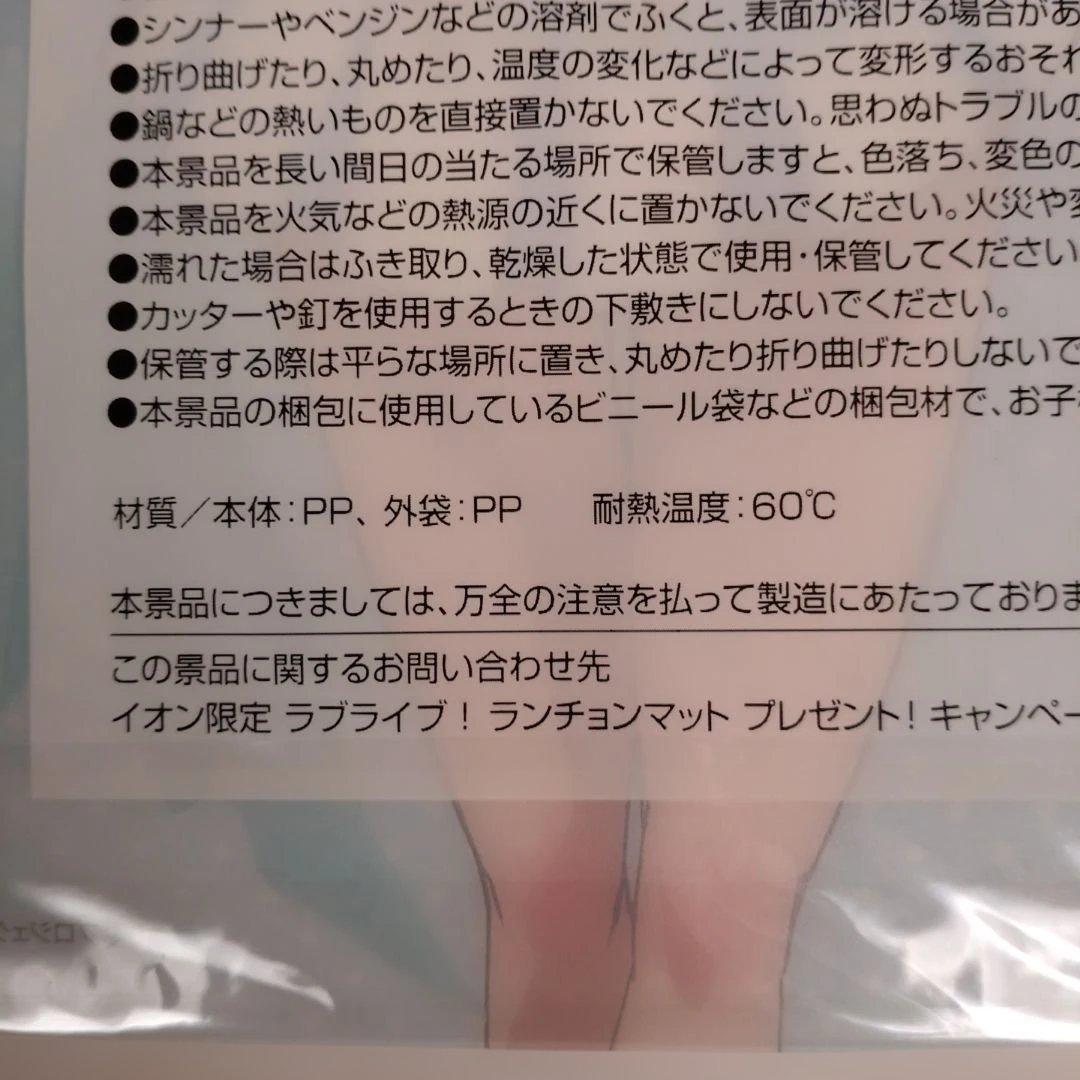 ●シンナーやベンジンなどの溶剤でふくと、表面が溶ける場合があ
●折り曲げたり、丸めたり、温度の変化などによって変形するおそれ
●鍋などの熱いものを直接置かないでください。思わぬトラブルの
●本景品を長い間日の当たる場所で保管しますと、色落ち、変色の
●本景品を火気などの熱源の近くに置かないでください。火災や変
●濡れた場合はふき取り、乾燥した状態で使用・保管してください
●カッターや釘を使用するときの下敷きにしないでください。
●保管する際は平らな場所に置き、丸めたり折り曲げたりしないで
●本景品の梱包に使用しているビニール袋などの梱包材で、お子
材質／本体：PP、外袋：PP　　耐熱温度：60℃
本景品につきましては、万全の注意を払って製造にあたっておりま
この景品に関するお問い合わせ先
イオン限定 ラブライブ！ ランチョンマット プレゼント！ キャンペー